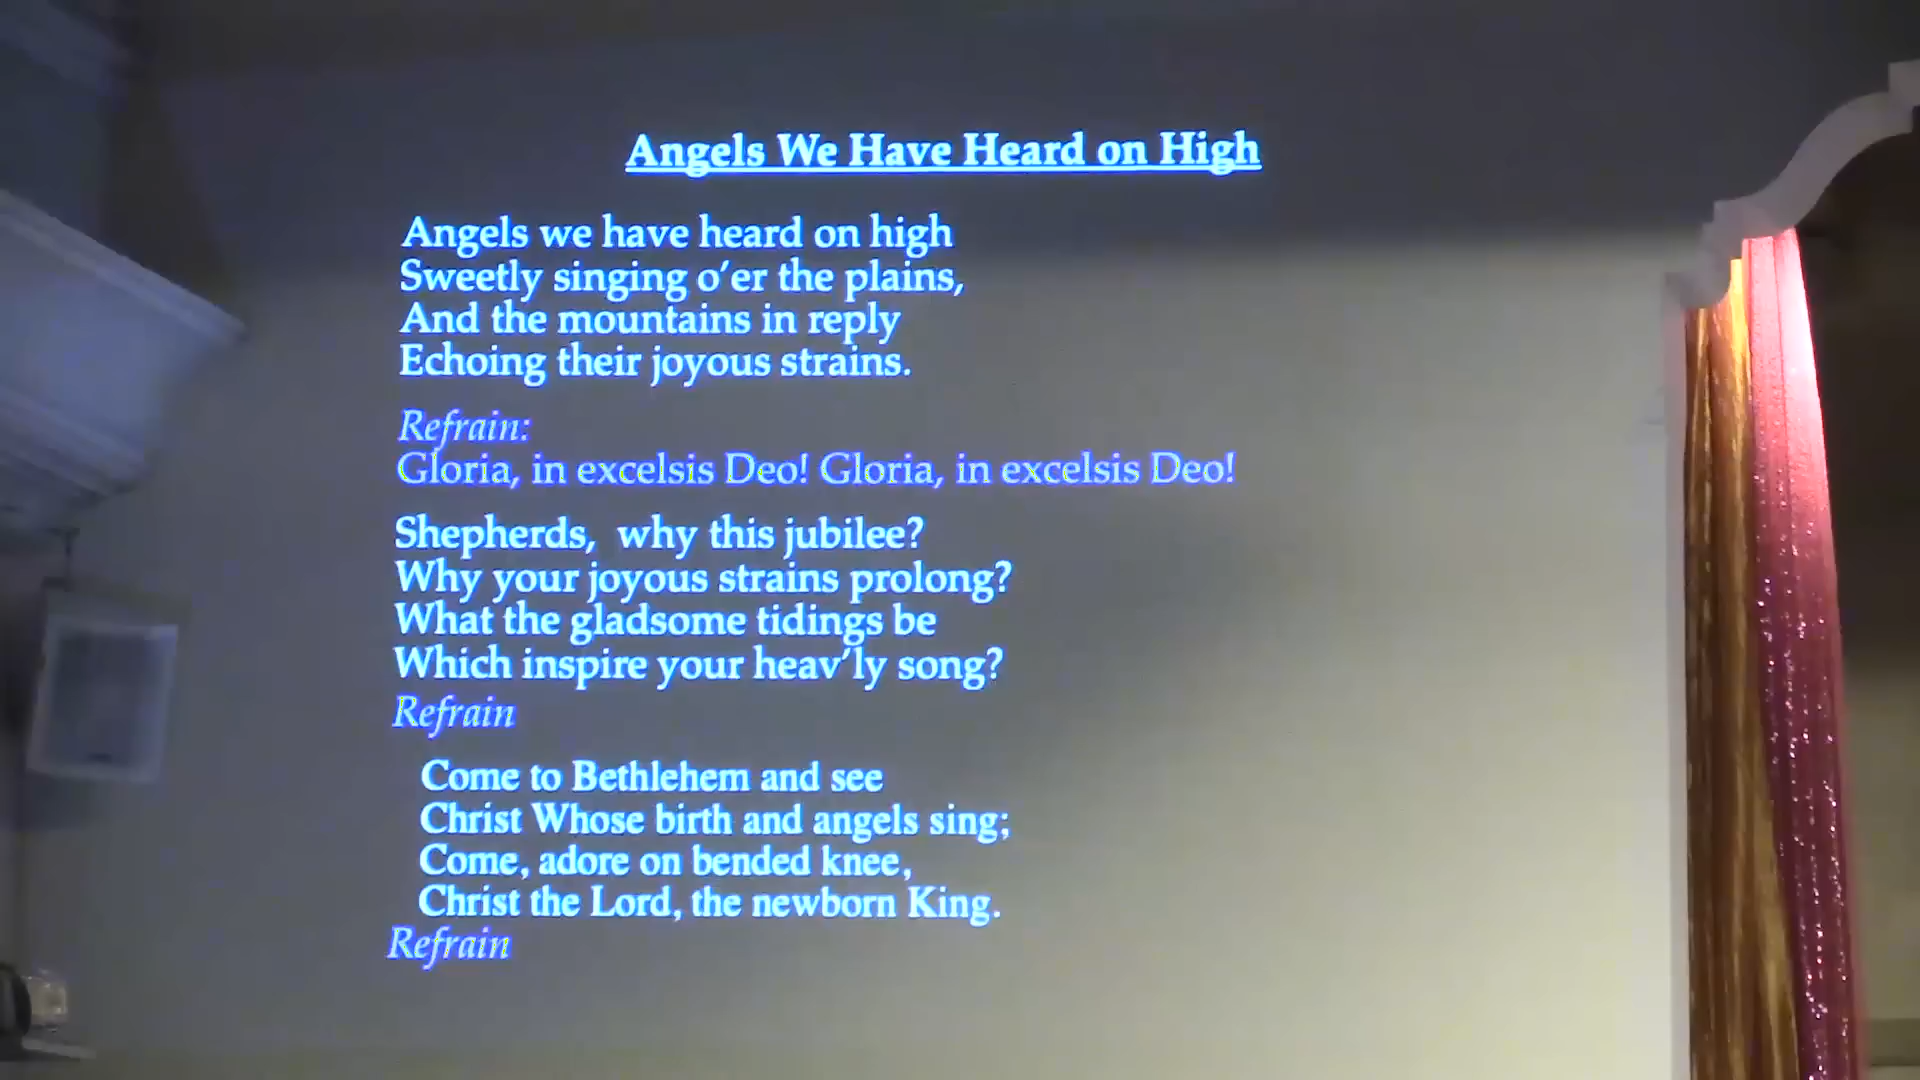 Angels We Have Heard on High
Angels we have heard on high
Sweetly singing o’er the plains,
And the mountains in reply
Echoing their joyous strains.
Refrain:
Gloria, in excelsis Deo! Gloria, in excelsis Deo!
Shepherds, why this jubilee?
Why your joyous strains prolong?
What the gladsome tidings be
Which inspire your heav’ly song?
Refrain
Come to Bethlehem and see
Christ Whose birth and angels sing;
Come, adore on bended knee,
Christ the Lord, the newborn King.
Refrain